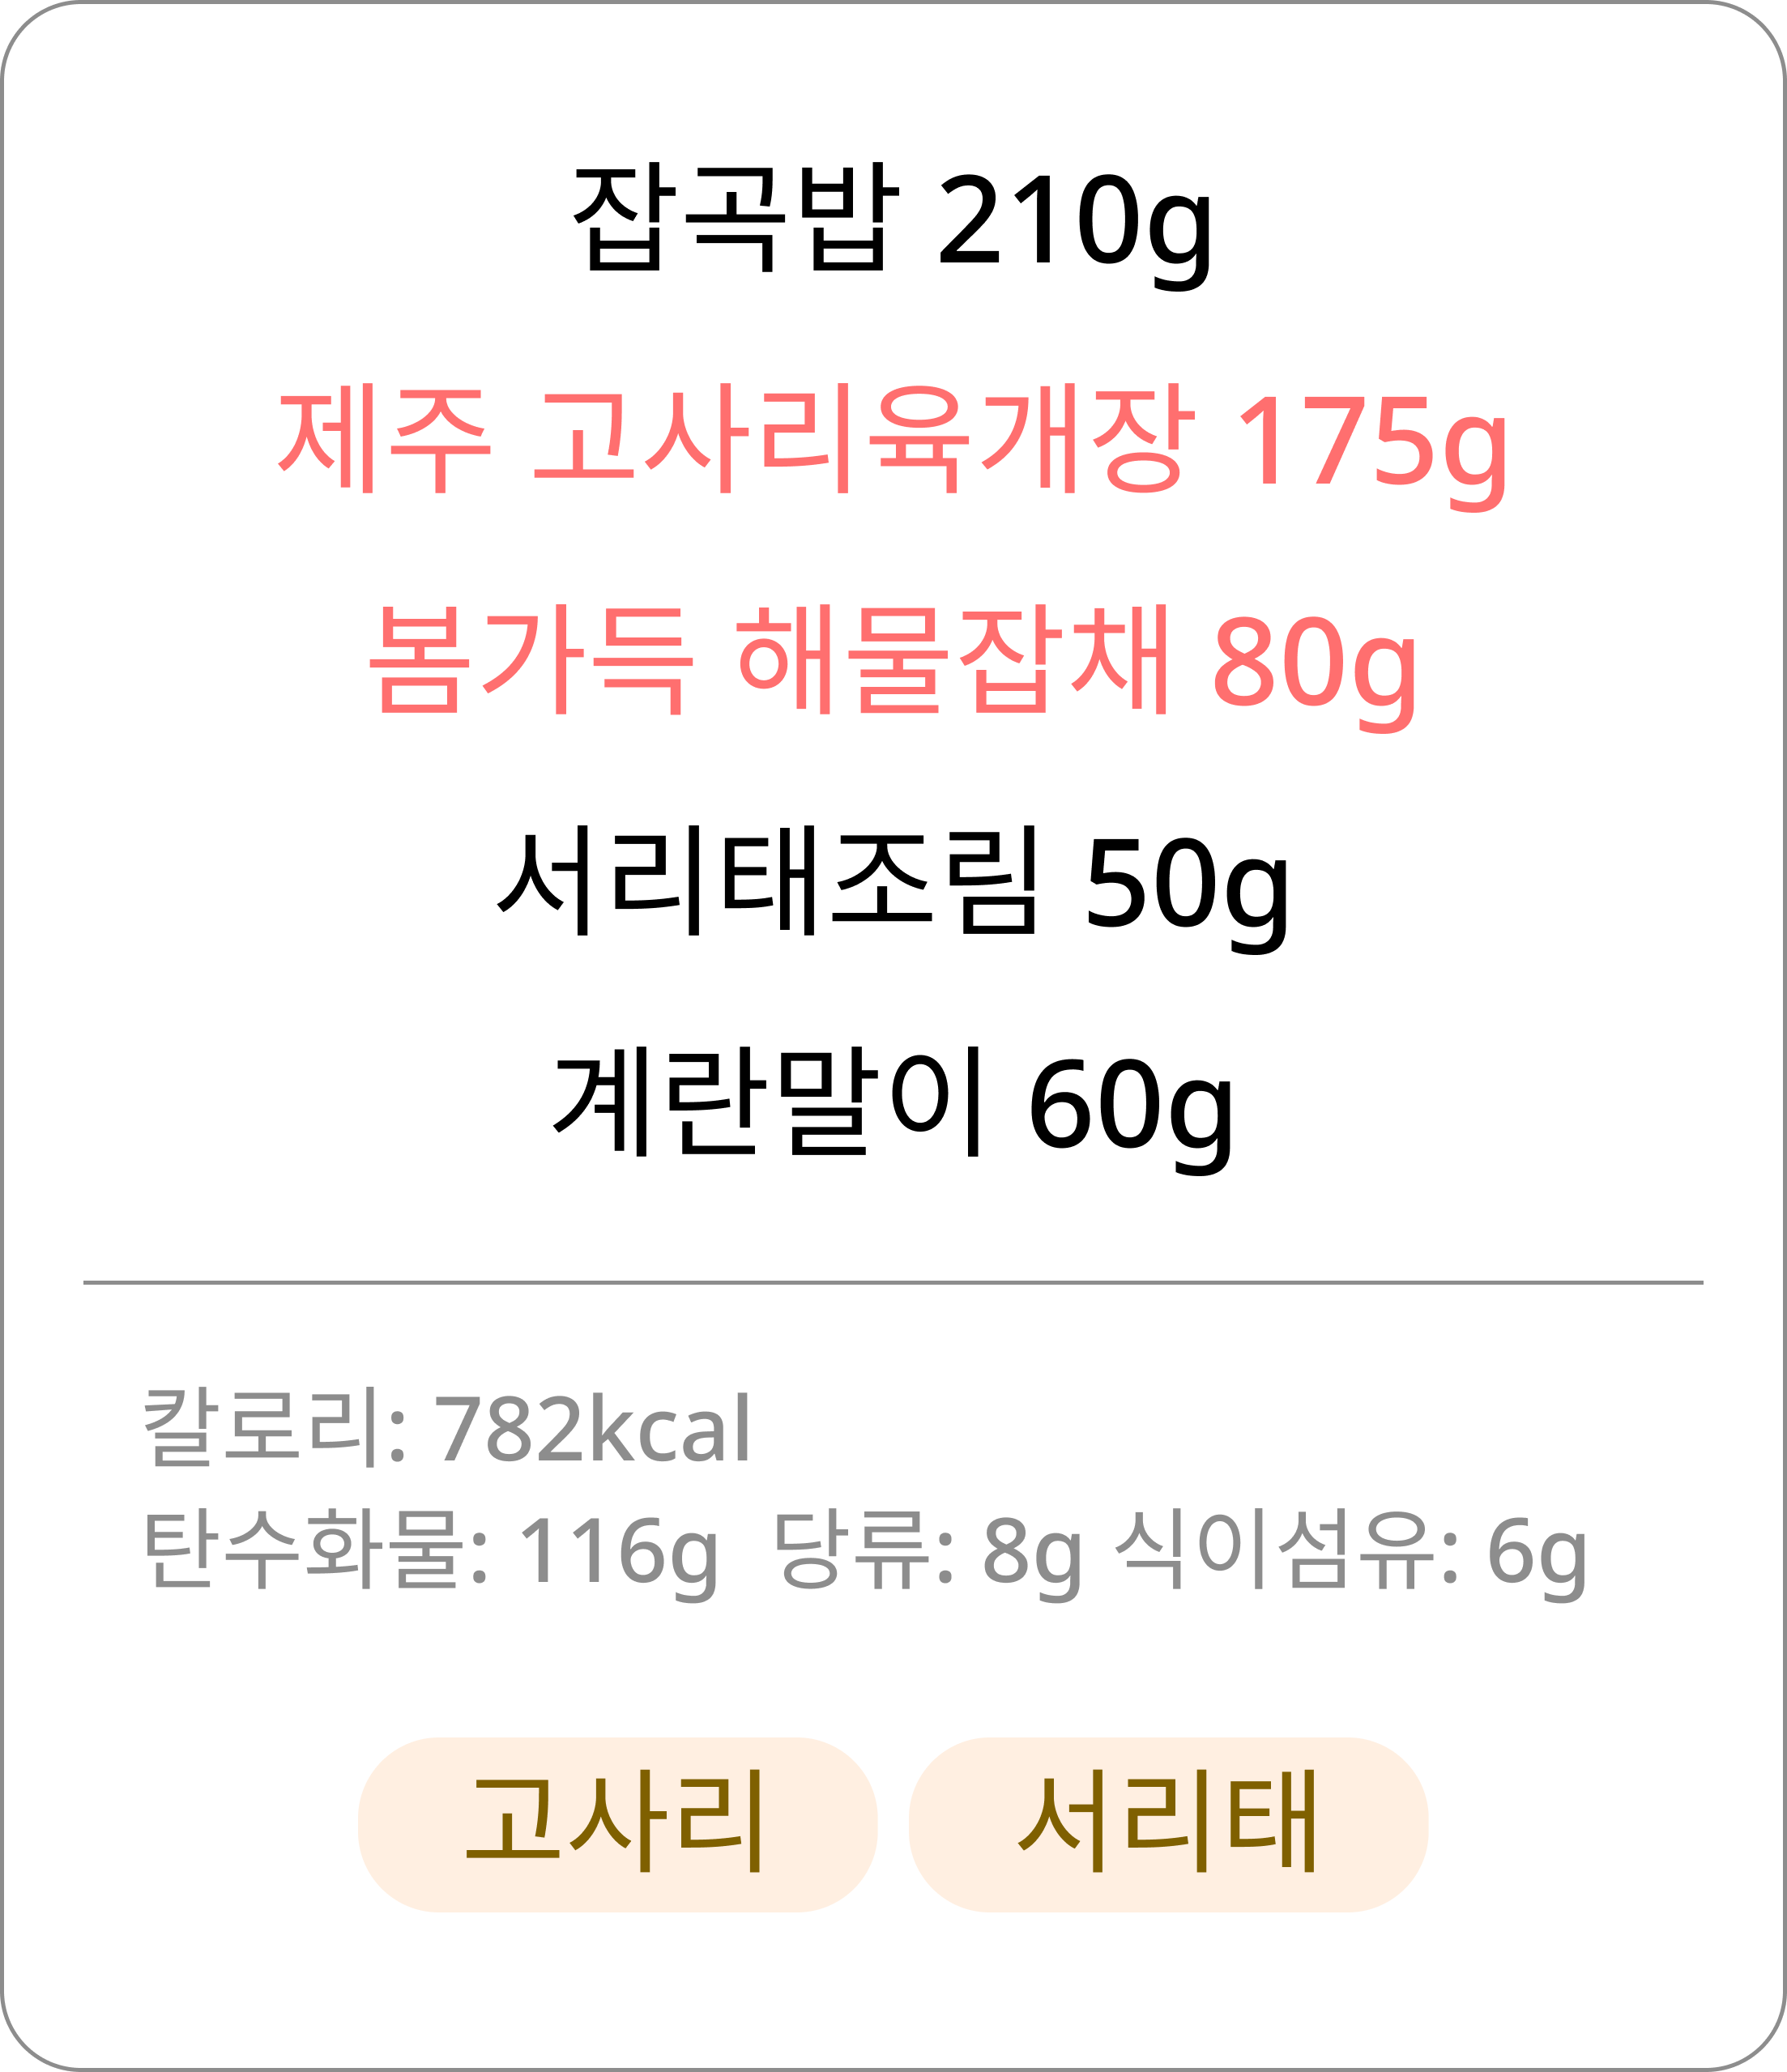 잡곡밥 210g
제주 고사리육개장 175g
봄가득 해물잡채 80g
서리태조림 50g
계란말이 60g
칼로리: 782kcal
탄수화물: 116g 당류: 8g 식이섬유: 6g
고사리 서리태